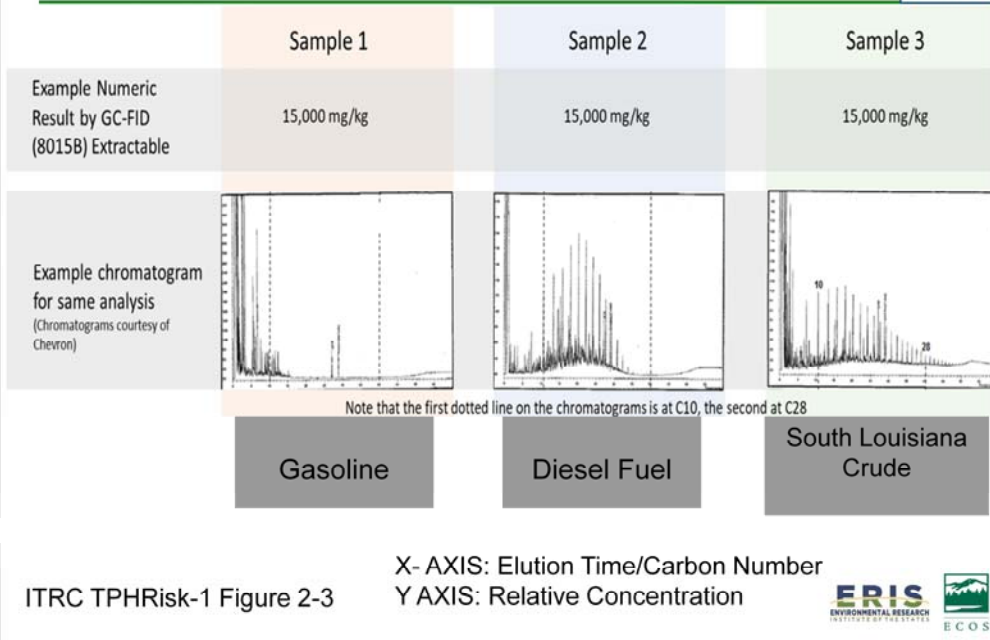 Sample 1
Sample 2
Sample 3
Example Numeric
Result by GC-FID
(8015B) Extractable
15,000 mg/kg
15,000 mg/kg
15,000 mg/kg
Example chromatogram
for same analysis
(Chromatograms courtesy of
Chevron)
10
28
Note that the first dotted line on the chromatograms is at C10, the second at C28
Gasoline
Diesel Fuel
South Louisiana
Crude
X- AXIS: Elution Time/Carbon Number
ITRC TPHRisk-1 Figure 2-3
Y AXIS: Relative Concentration
ERIS
ENVIRONMENTAL RESEARCH
INSTITUTE OF THE STATES
ECOS